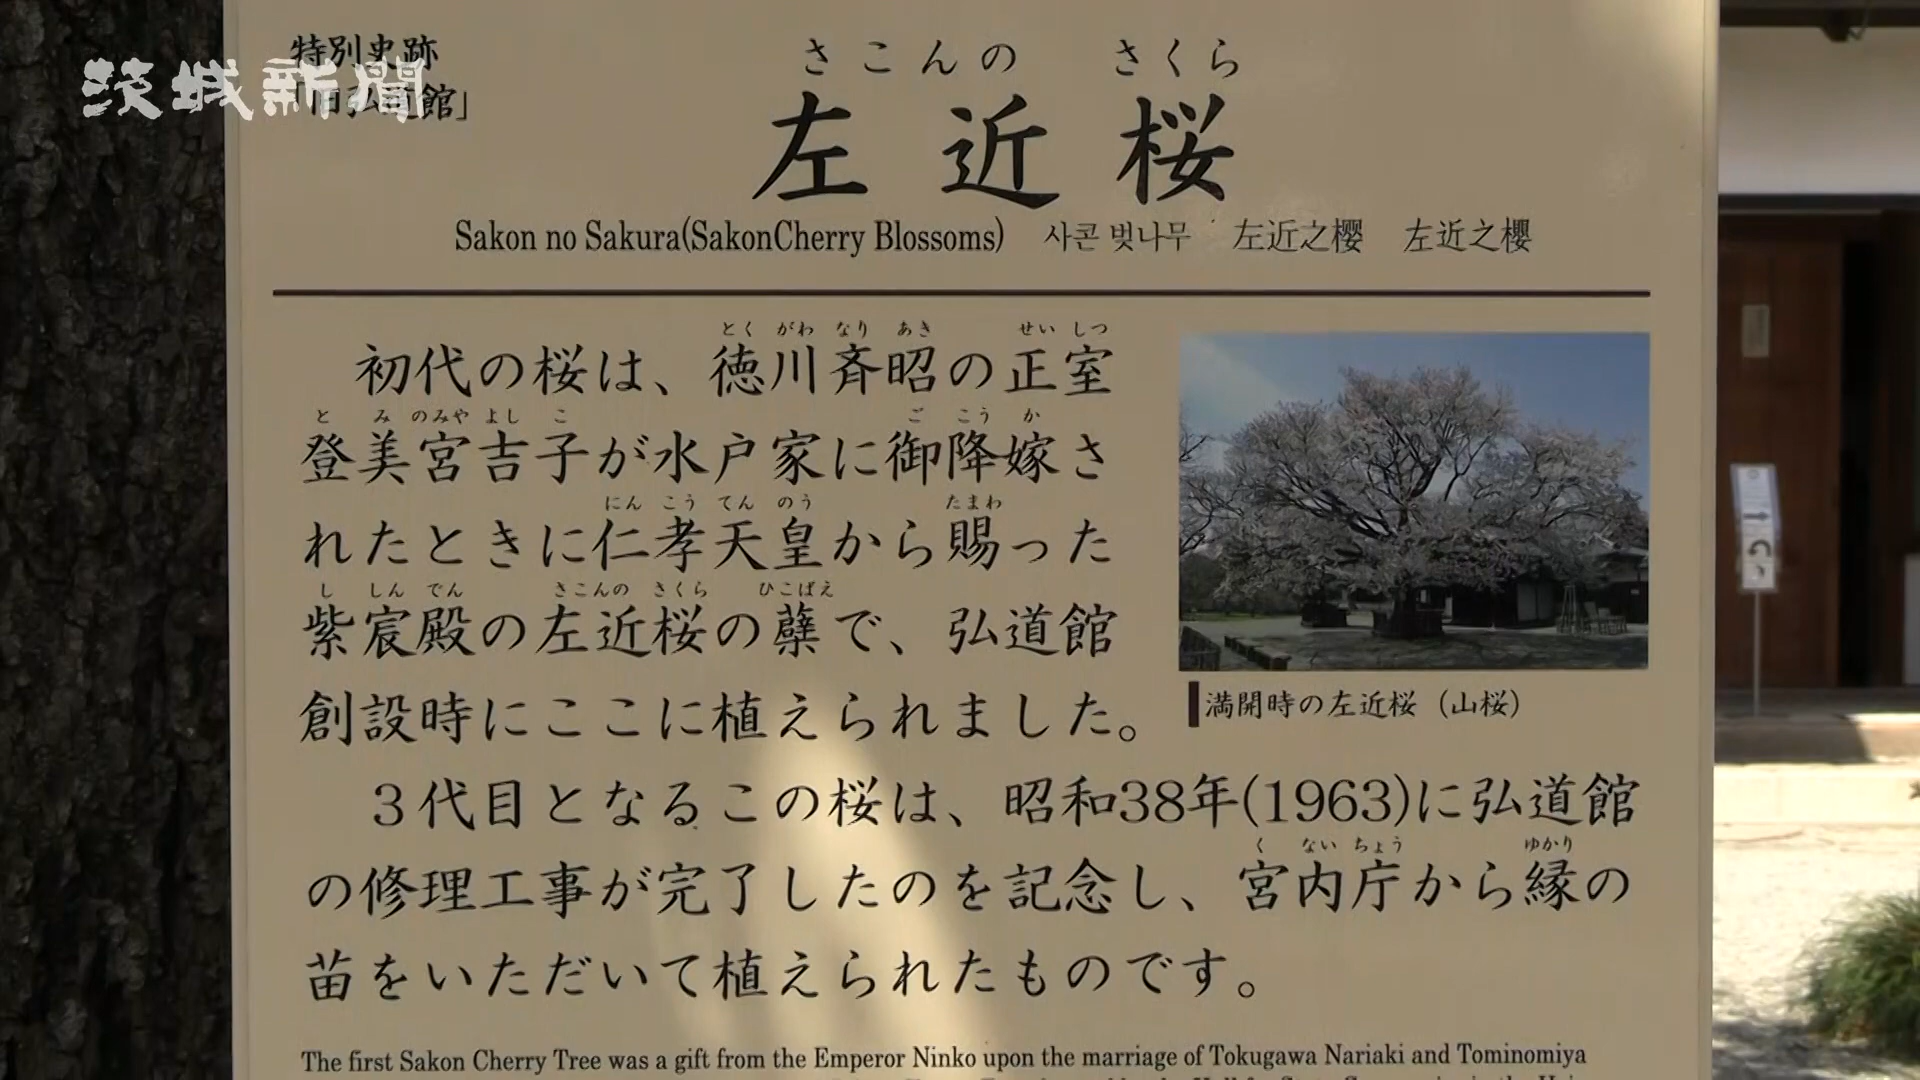 茨城新聞
特別史跡
「旧弘道館」
さこんの さくら
左近桜
Sakon no Sakura(SakonCherry Blossoms) 사콘 벚나무 左近之樱 左近之櫻
とく がわ なり あき せい しつ
初代の桜は、徳川斉昭の正室
と み のみや よし こ ご こう か
登美宮吉子が水戸家に御降嫁さ
にん こう てん のう たまわ
れたときに仁孝天皇から賜った
し しん でん さこんの さくら ひこばえ
紫宸殿の左近桜の蘖で、弘道館
創設時にここに植えられました。
満開時の左近桜（山桜）
３代目となるこの桜は、昭和38年(1963)に弘道館
く ない ちょう ゆかり
の修理工事が完了したのを記念し、宮内庁から縁の
苗をいただいて植えられたものです。
The first Sakon Cherry Tree was a gift from the Emperor Ninko upon the marriage of Tokugawa Nariaki and Tominomiya